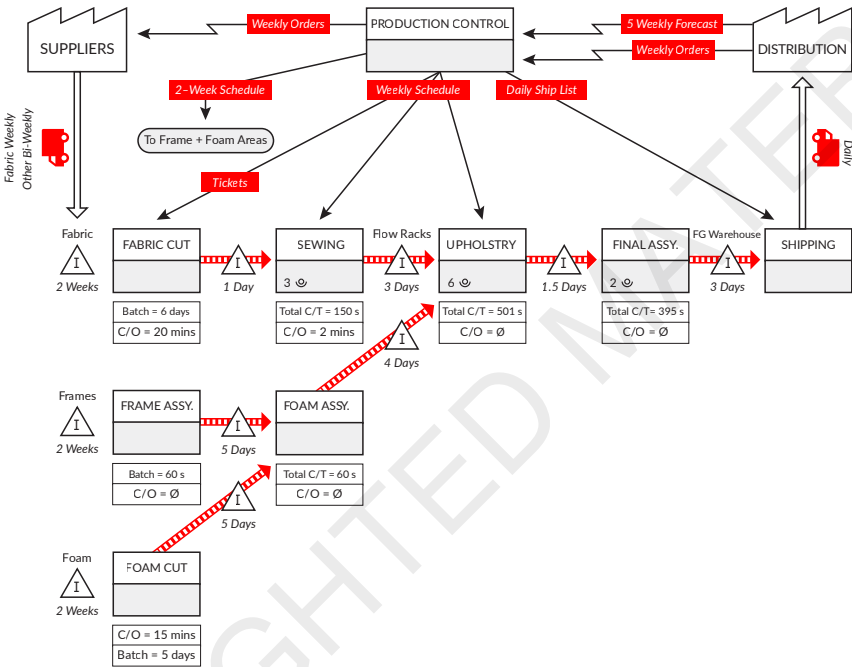 SUPPLIERS
Weekly Orders
PRODUCTION CONTROL
5 Weekly Forecast
Weekly Orders
DISTRIBUTION
2–Week Schedule
Weekly Schedule
Daily Ship List
To Frame + Foam Areas
Fabric Weekly
Other Bi-Weekly
Daily
Tickets
Fabric
I
2 Weeks
FABRIC CUT
Batch = 6 days
C/O = 20 mins
I
1 Day
SEWING
3
Total C/T = 150 s
C/O = 2 mins
Flow Racks
I
3 Days
UPHOLSTRY
6
Total C/T = 501 s
C/O = Ø
I
1.5 Days
FINAL ASSY.
2
Total C/T = 395 s
C/O = Ø
FG Warehouse
I
3 Days
SHIPPING
I
4 Days
Frames
I
2 Weeks
FRAME ASSY.
Batch = 60 s
C/O = Ø
I
5 Days
FOAM ASSY.
Total C/T = 60 s
C/O = Ø
I
5 Days
Foam
I
2 Weeks
FOAM CUT
C/O = 15 mins
Batch = 5 days
GHTED MATER